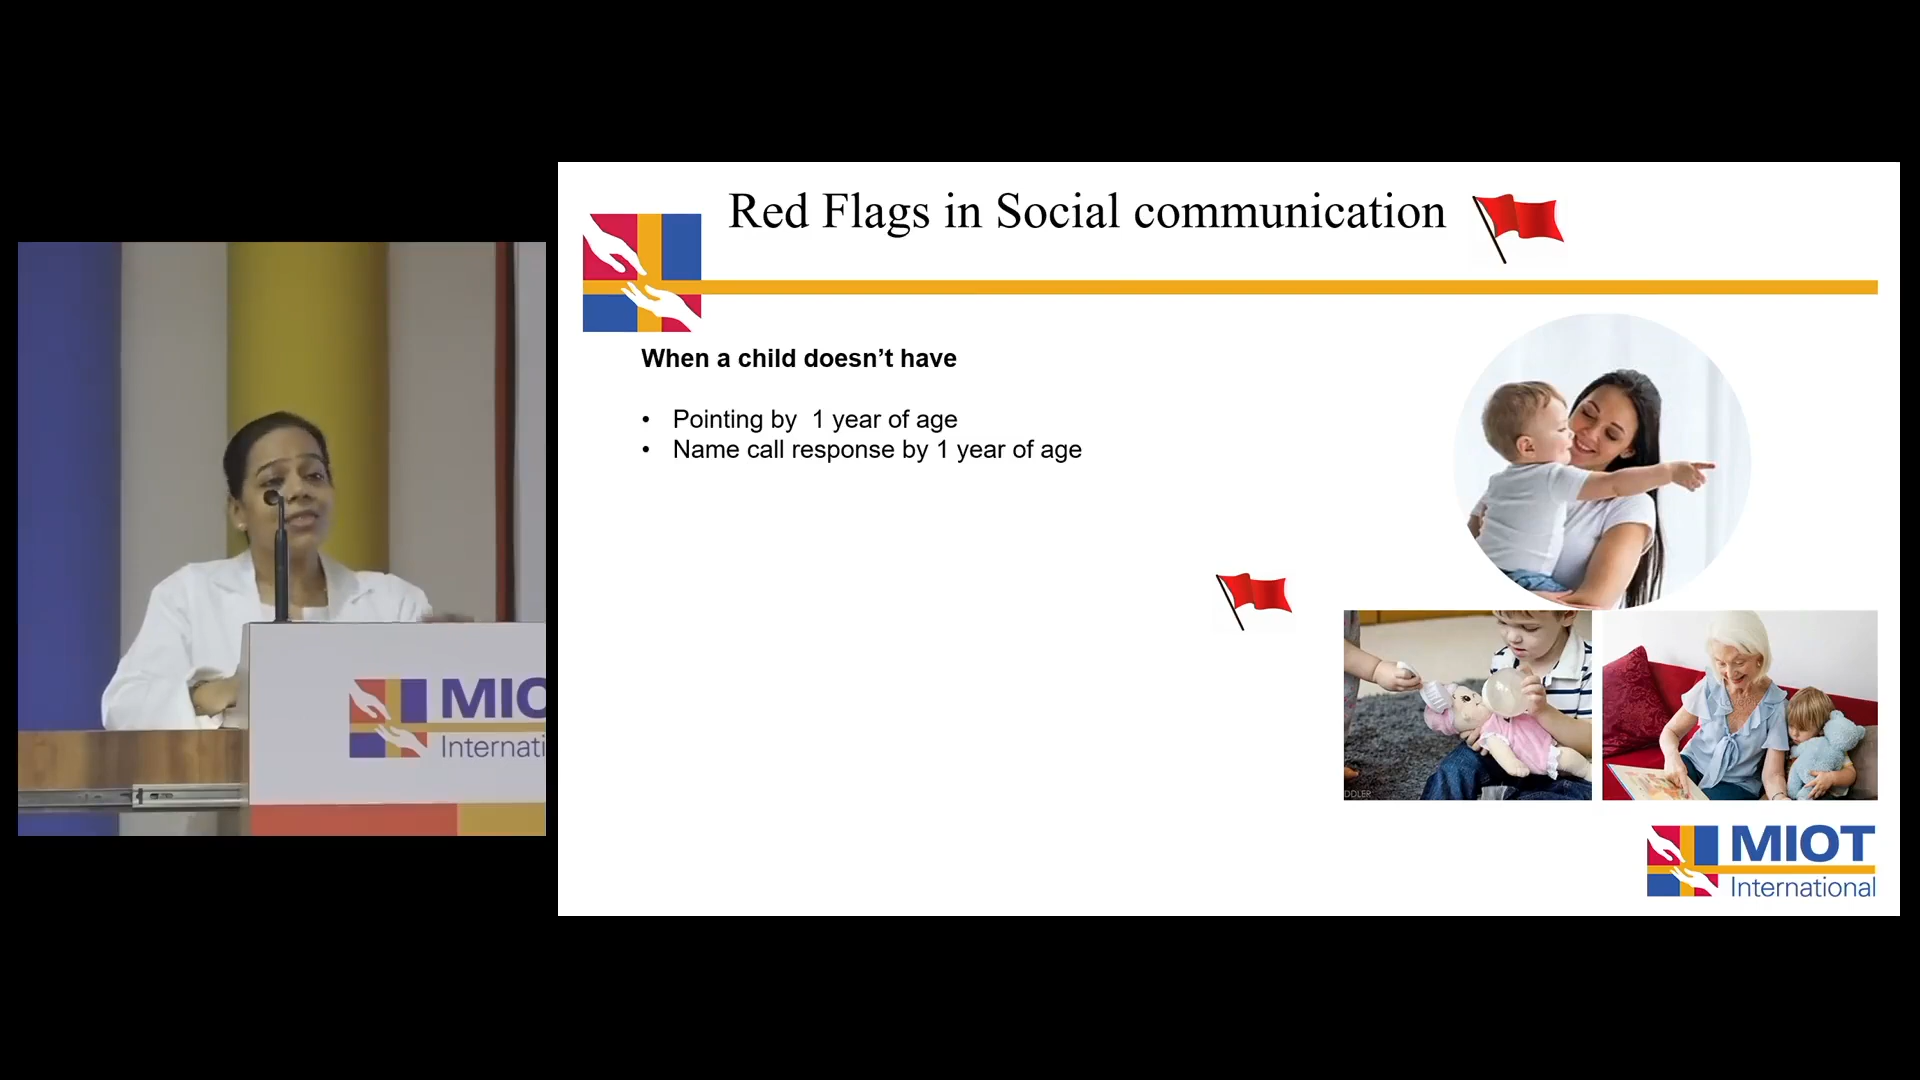 Red Flags in Social communication
When a child doesn’t have
• Pointing by 1 year of age
• Name call response by 1 year of age
MIO
Internati
DDLER
MIOT
International